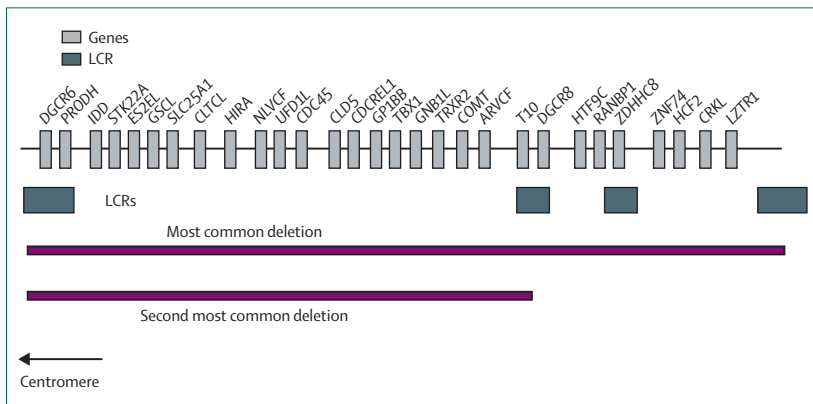 Genes
LCR
DGCR6 PRODH IDD STK22A ES2EL GSCL SLC25A1 CLTCL HIRA NLVCF UFD1L CDC45 CLD5 CDCREL1 GP1BB TBX1 GNB1L TRXR2 COMT ARVCF T10 DGCR8 HTF9C RANBP1 ZDHHC8 ZNF74 HCF2 CRKL LZTR1
LCRs
Most common deletion
Second most common deletion
Centromere